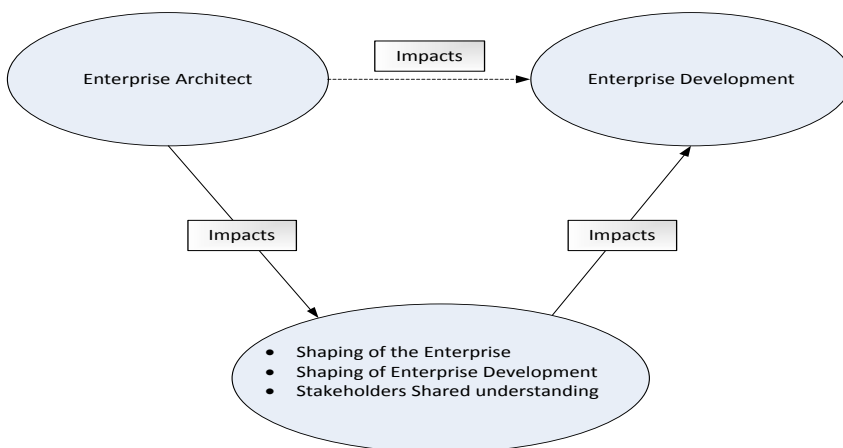 Impacts
Enterprise Architect
Enterprise Development
Impacts
Impacts
• Shaping of the Enterprise
• Shaping of Enterprise Development
• Stakeholders Shared understanding